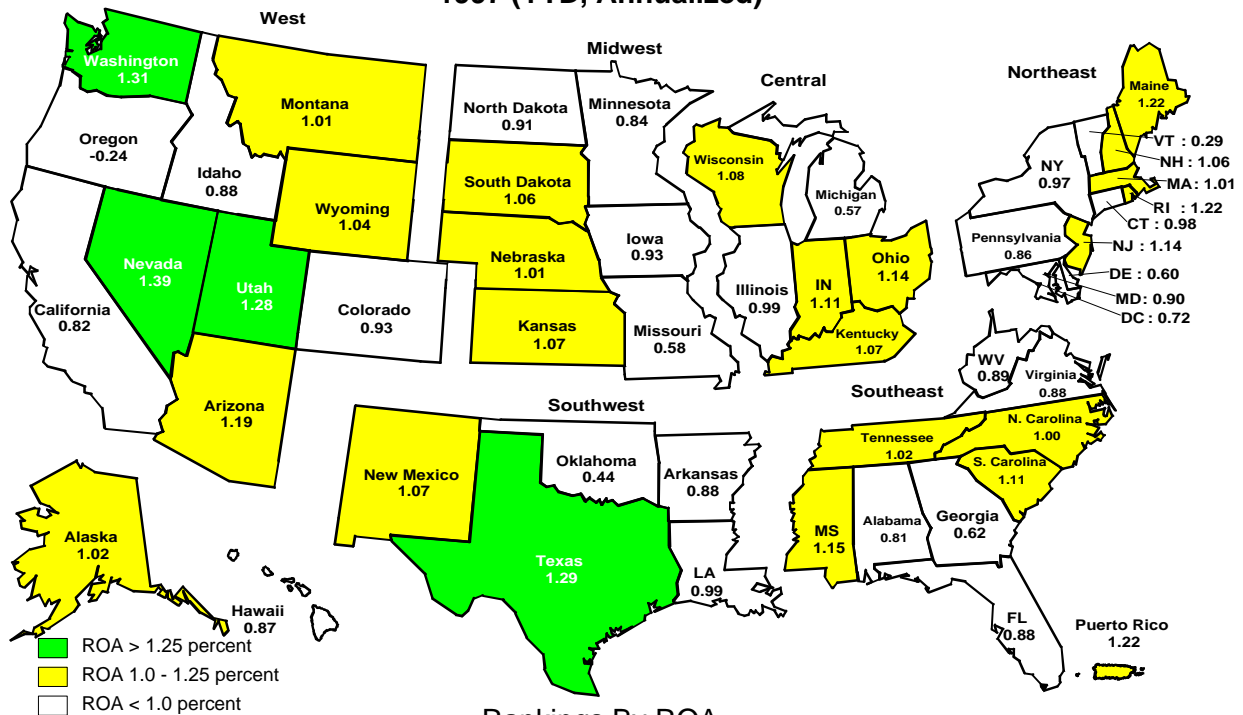 1997 (YTD, Annualized)
West
Midwest
Central
Northeast
Washington
1.31
Montana
1.01
North Dakota
0.91
Minnesota
0.84
Maine
1.22
Oregon
-0.24
Idaho
0.88
Wyoming
1.04
South Dakota
1.06
Wisconsin
1.08
Michigan
0.57
NY
0.97
VT : 0.29
NH : 1.06
MA : 1.01
RI : 1.22
CT : 0.98
NJ : 1.14
DE : 0.60
MD: 0.90
DC : 0.72
Pennsylvania
0.86
Nevada
1.39
Utah
1.28
Colorado
0.93
California
0.82
Nebraska
1.01
Iowa
0.93
Illinois
0.99
IN
1.11
Ohio
1.14
Kansas
1.07
Missouri
0.58
Kentucky
1.07
WV
0.89
Virginia
0.88
Southwest
Southeast
Arizona
1.19
New Mexico
1.07
Oklahoma
0.44
Arkansas
0.88
Tennessee
1.02
N. Carolina
1.00
S. Carolina
1.11
Alaska
1.02
Hawaii
0.87
Texas
1.29
LA
0.99
MS
1.15
Alabama
0.81
Georgia
0.62
FL
0.88
Puerto Rico
1.22
ROA > 1.25 percent
ROA 1.0 - 1.25 percent
ROA < 1.0 percent
Rankings By ROA